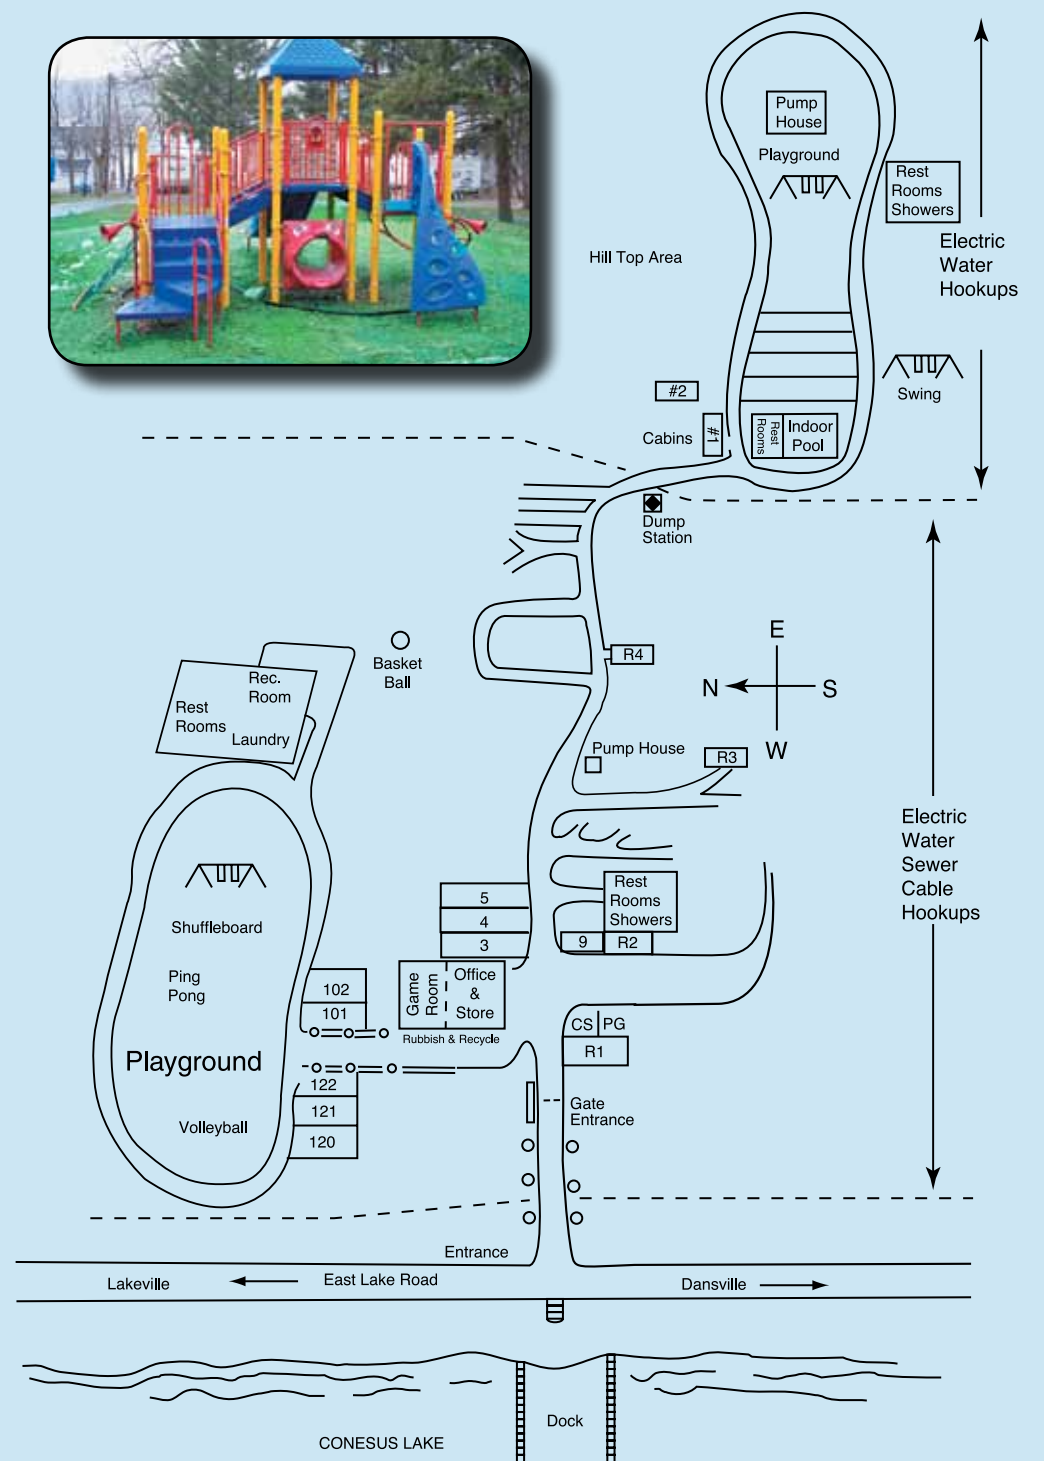 Pump
House
Playground
Rest
Rooms
Showers
Electric
Water
Hookups
Hill Top Area
Swing
#2
Cabins
#1
Rest
Rooms
Indoor
Pool
Dump
Station
Basket
Ball
R4
E
N
S
W
Rec.
Room
Rest
Rooms
Laundry
Pump House
R3
Electric
Water
Sewer
Cable
Hookups
5
4
3
Rest
Rooms
Showers
9
R2
Shuffleboard
Ping
Pong
Playground
Volleyball
102
101
Game
Room
Office
&
Store
Rubbish & Recycle
CS
PG
R1
122
121
120
Gate
Entrance
Entrance
Lakeville
East Lake Road
Dansville
Dock
CONESUS LAKE